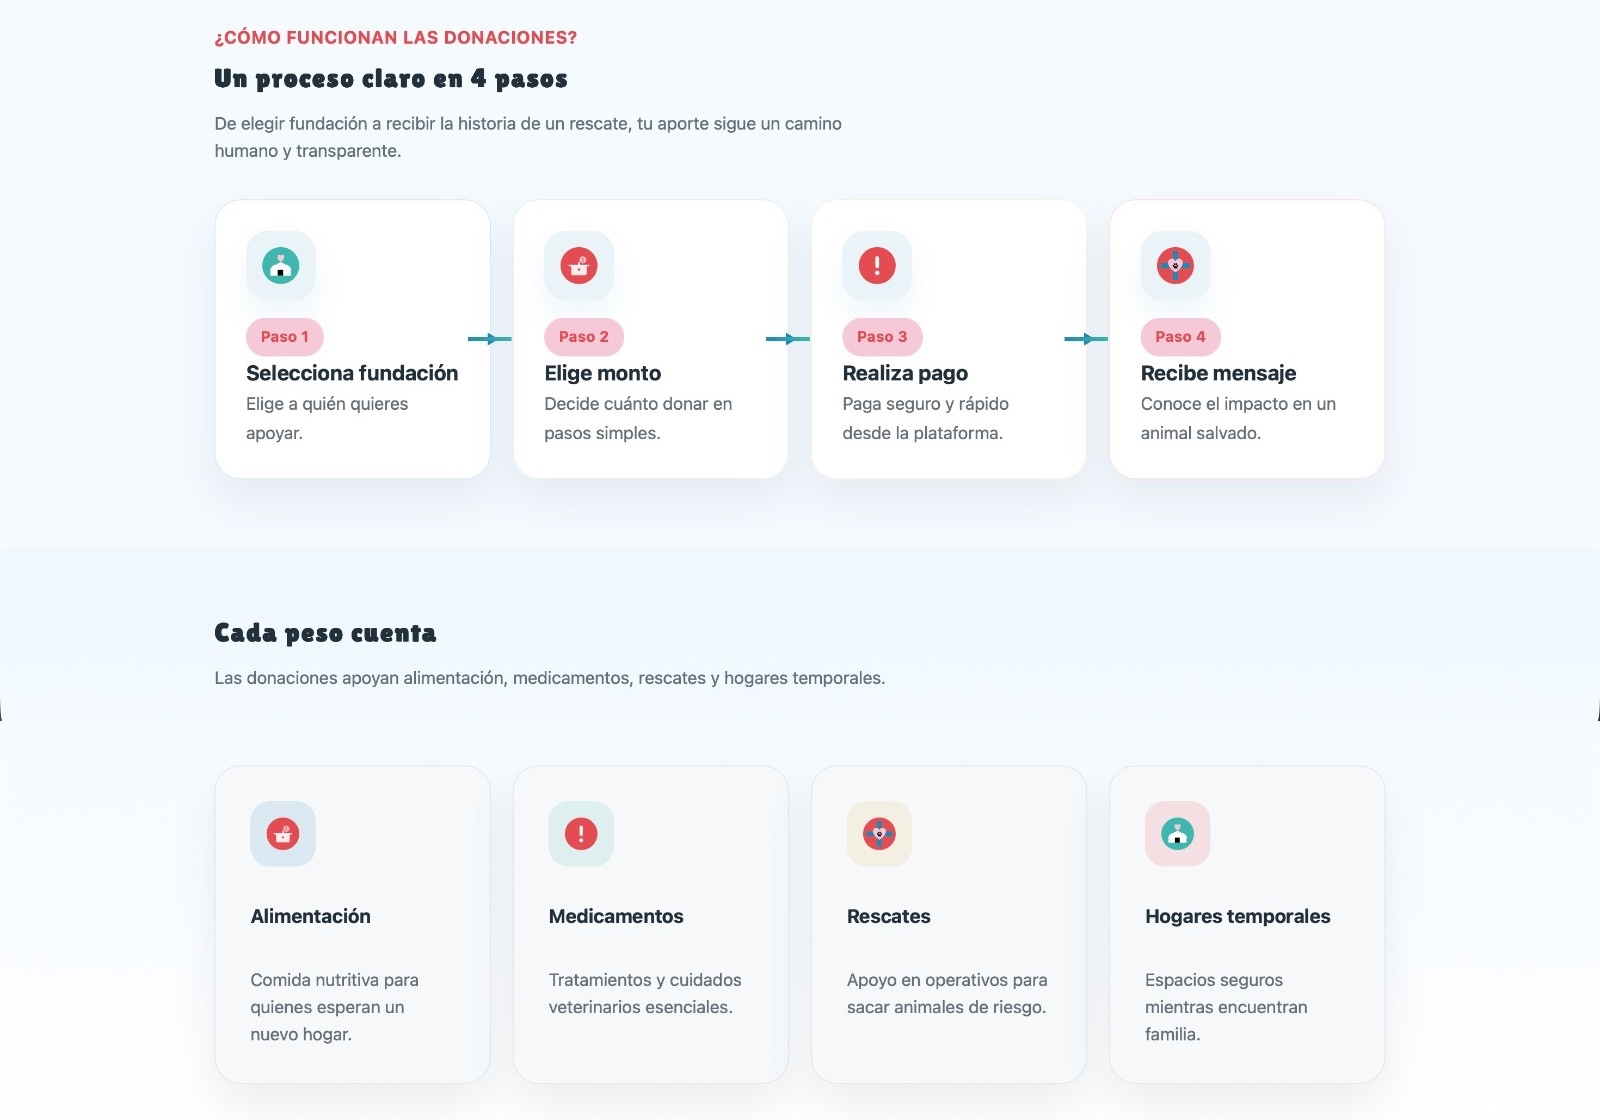 ¿CÓMO FUNCIONAN LAS DONACIONES?
Un proceso claro en 4 pasos
De elegir fundación a recibir la historia de un rescate, tu aporte sigue un camino
humano y transparente.
Paso 1
Selecciona fundación
Elige a quién quieres
apoyar.
Paso 2
Elige monto
Decide cuánto donar en
pasos simples.
Paso 3
Realiza pago
Paga seguro y rápido
desde la plataforma.
Paso 4
Recibe mensaje
Conoce el impacto en un
animal salvado.
Cada peso cuenta
Las donaciones apoyan alimentación, medicamentos, rescates y hogares temporales.
Alimentación
Comida nutritiva para
quienes esperan un
nuevo hogar.
Medicamentos
Tratamientos y cuidados
veterinarios esenciales.
Rescates
Apoyo en operativos para
sacar animales de riesgo.
Hogares temporales
Espacios seguros
mientras encuentran
familia.